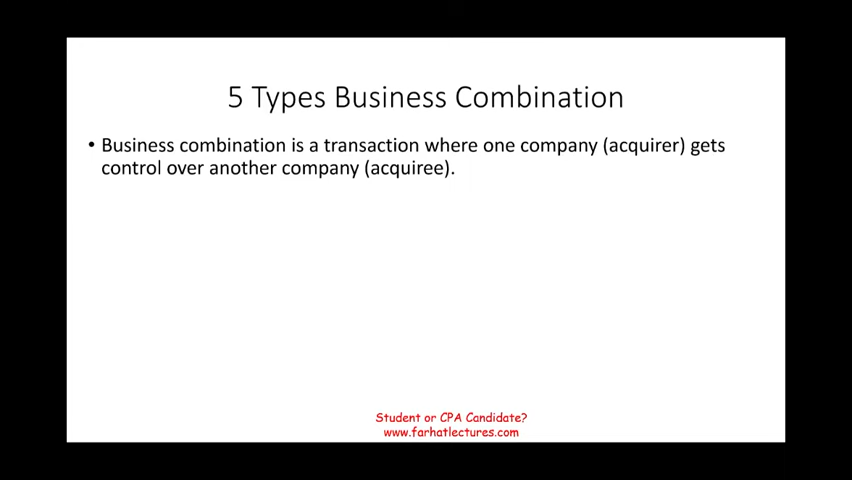 5 Types Business Combination
• Business combination is a transaction where one company (acquirer) gets
control over another company (acquiree).
Student or CPA Candidate?
www.farhatlectures.com